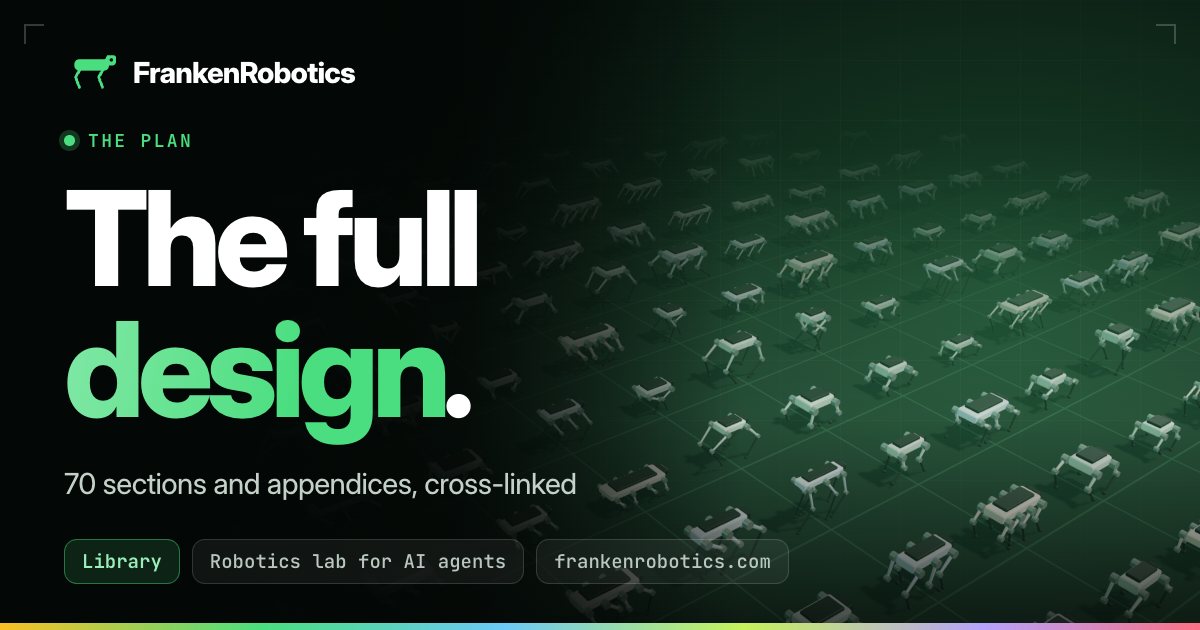 FrankenRobotics
THE PLAN
The full
design.
70 sections and appendices, cross-linked
Library
Robotics lab for AI agents
frankenrobotics.com